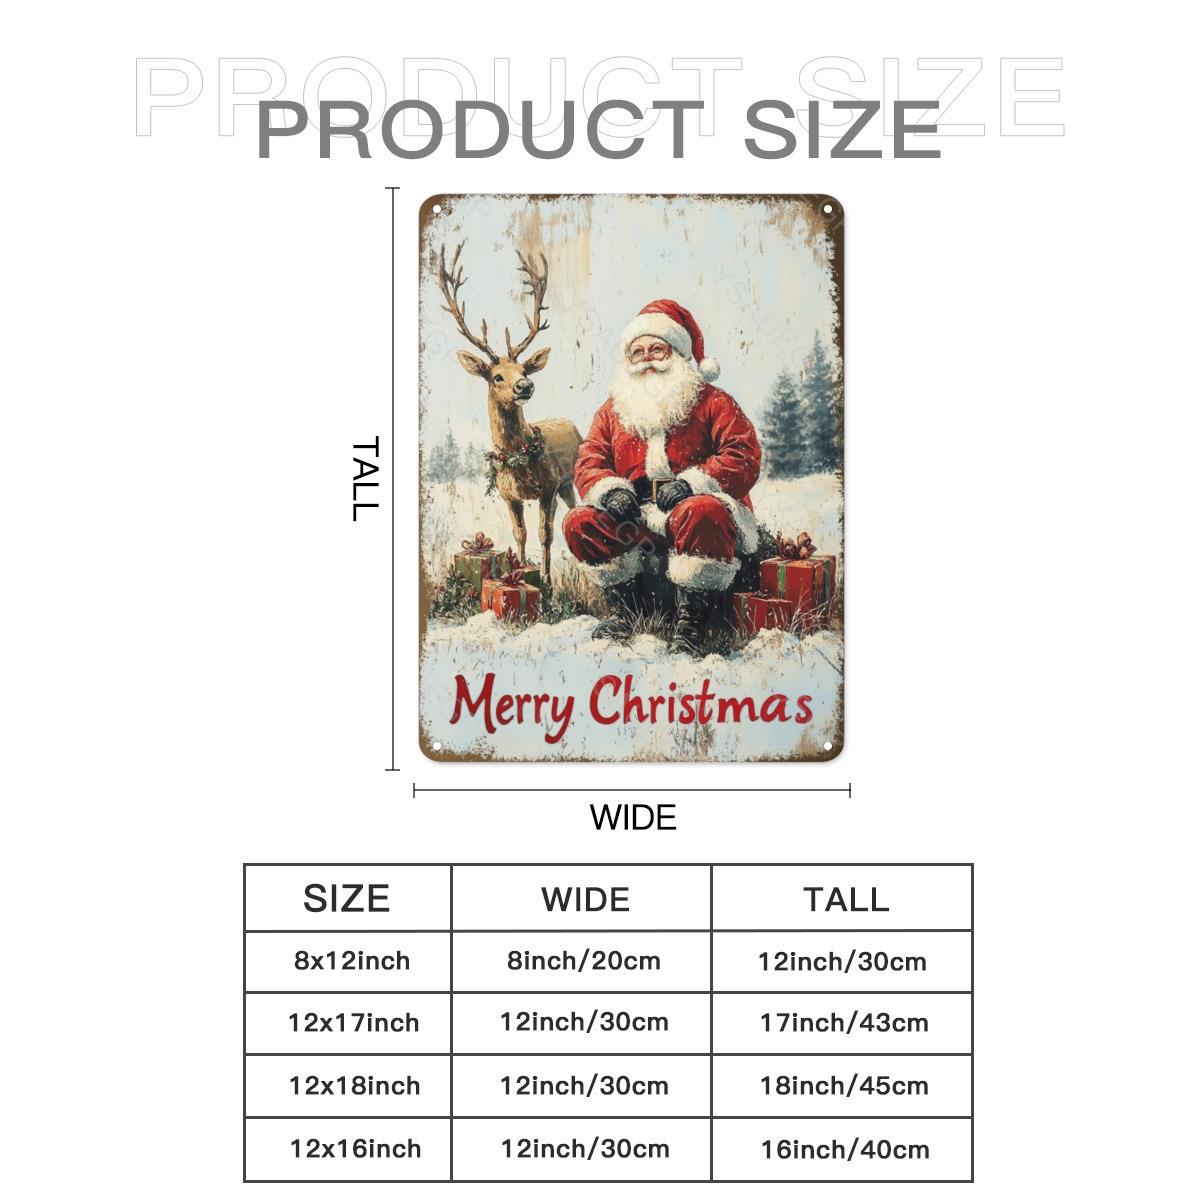 PRODUCT SIZE
PRODUCT SIZE
TALL
Merry Christmas
WIDE
SIZE WIDE TALL
8x12inch 8inch/20cm 12inch/30cm
12x17inch 12inch/30cm 17inch/43cm
12x18inch 12inch/30cm 18inch/45cm
12x16inch 12inch/30cm 16inch/40cm